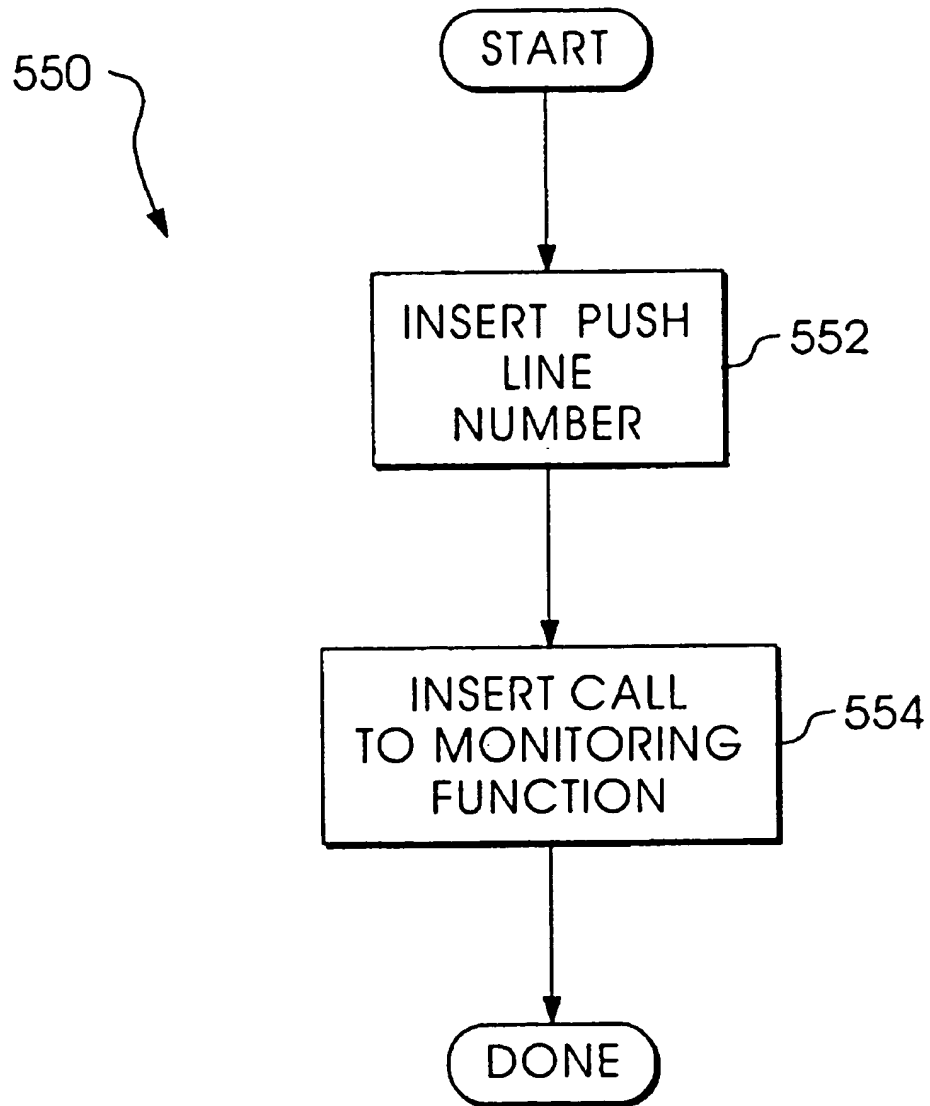 START
550
INSERT PUSH
LINE
NUMBER
552
INSERT CALL
TO MONITORING
FUNCTION
554
DONE